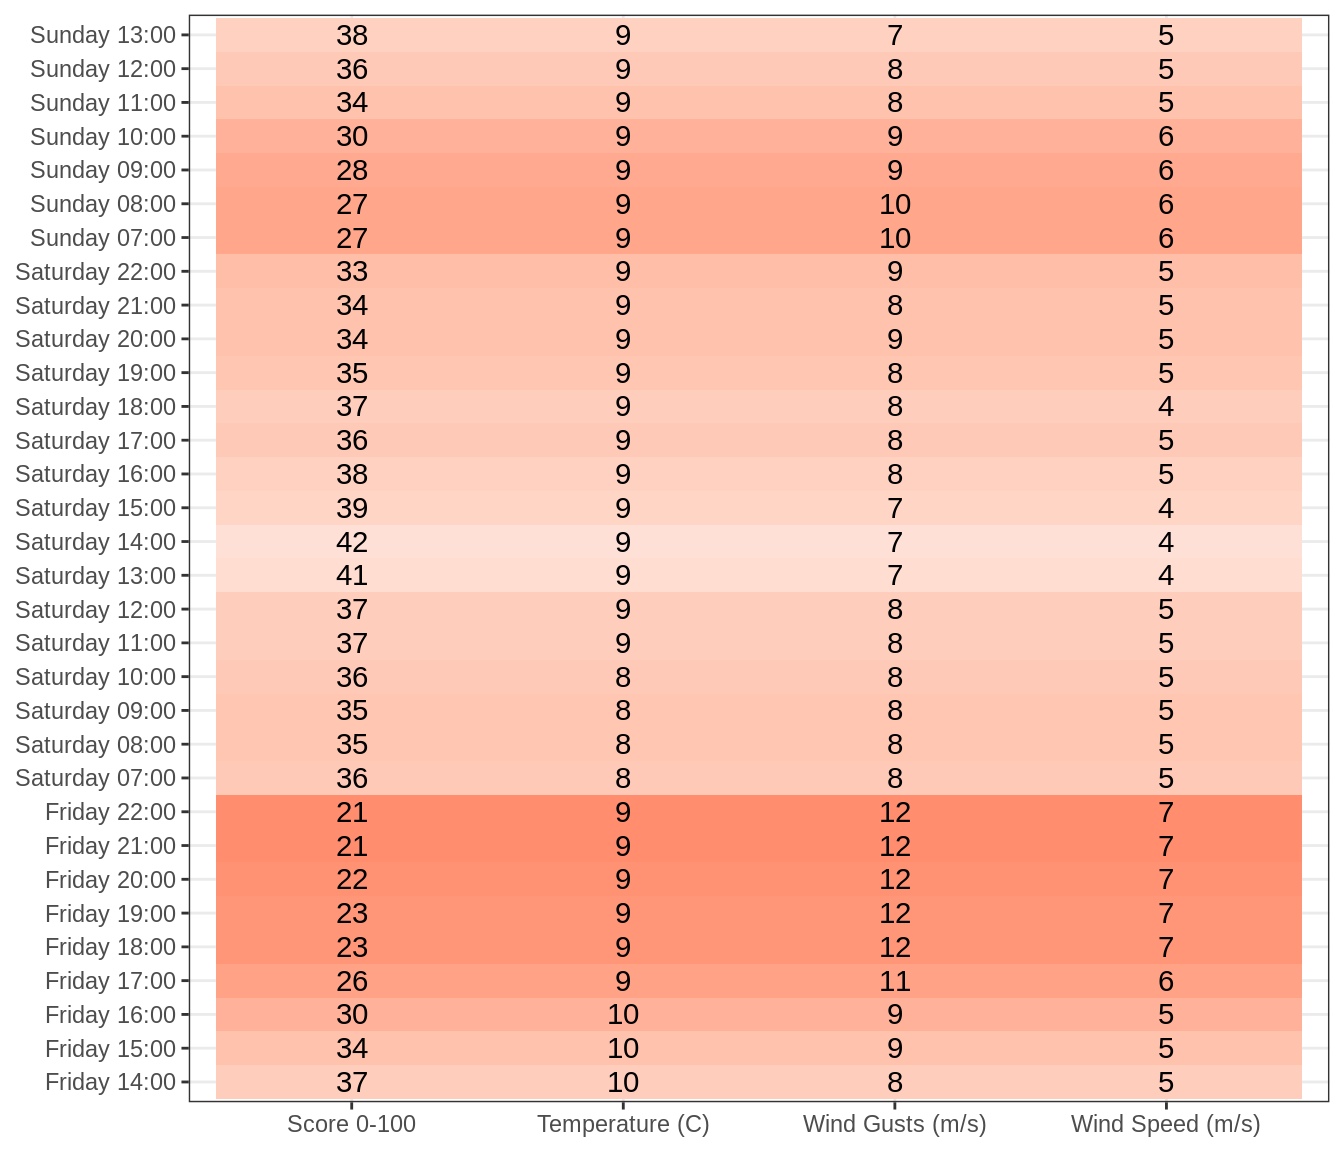 Sunday 13:00 38 9 7 5
Sunday 12:00 36 9 8 5
Sunday 11:00 34 9 8 5
Sunday 10:00 30 9 9 6
Sunday 09:00 28 9 9 6
Sunday 08:00 27 9 10 6
Sunday 07:00 27 9 10 6
Saturday 22:00 33 9 9 5
Saturday 21:00 34 9 8 5
Saturday 20:00 34 9 9 5
Saturday 19:00 35 9 8 5
Saturday 18:00 37 9 8 4
Saturday 17:00 36 9 8 5
Saturday 16:00 38 9 8 5
Saturday 15:00 39 9 7 4
Saturday 14:00 42 9 7 4
Saturday 13:00 41 9 7 4
Saturday 12:00 37 9 8 5
Saturday 11:00 37 9 8 5
Saturday 10:00 36 8 8 5
Saturday 09:00 35 8 8 5
Saturday 08:00 35 8 8 5
Saturday 07:00 36 8 8 5
Friday 22:00 21 9 12 7
Friday 21:00 21 9 12 7
Friday 20:00 22 9 12 7
Friday 19:00 23 9 12 7
Friday 18:00 23 9 12 7
Friday 17:00 26 9 11 6
Friday 16:00 30 10 9 5
Friday 15:00 34 10 9 5
Friday 14:00 37 10 8 5
Score 0-100 Temperature (C) Wind Gusts (m/s) Wind Speed (m/s)